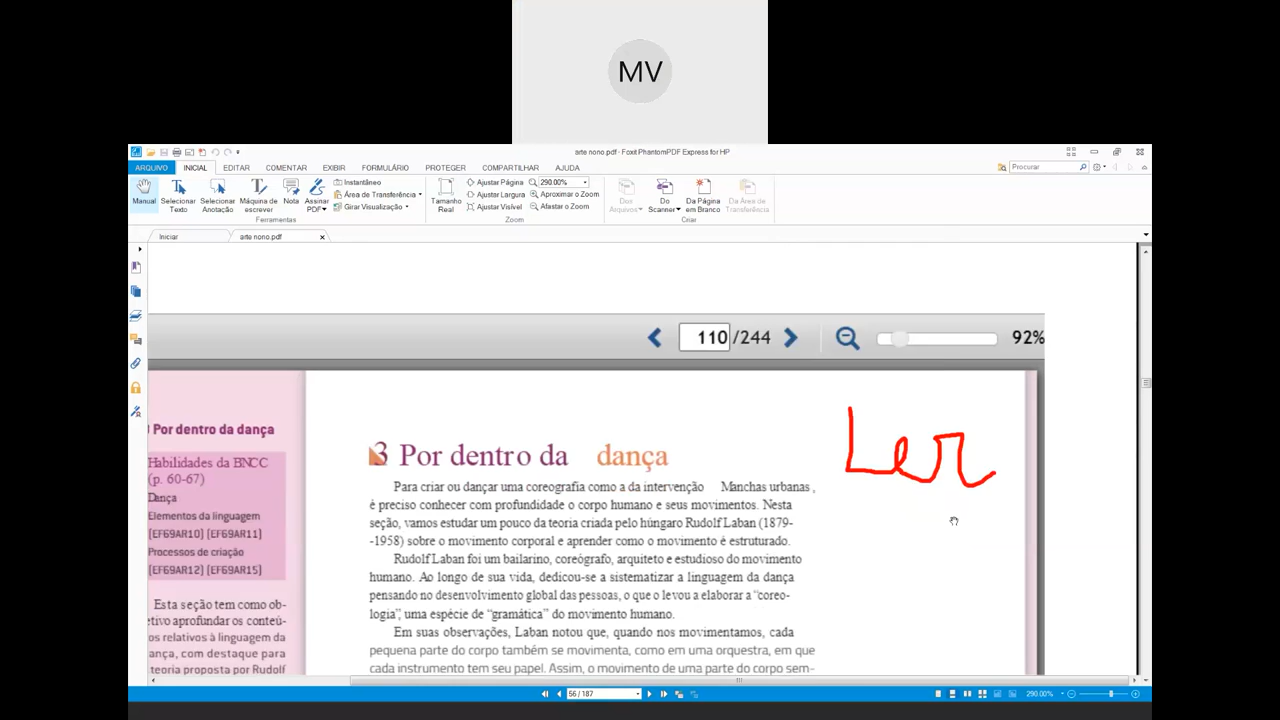 MV
arte nono.pdf - Foxit PhantomPDF Express for HP
ARQUIVO INICIAL EDITAR COMENTAR EXIBIR FORMULÁRIO PROTEGER COMPARTILHAR AJUDA
Procurar
Manual
Selecionar Texto
Selecionar Anotação
Máquina de escrever
Nota
Assinar PDF
Instantâneo
Área de Transferência
Girar Visualização
Ferramentas
Tamanho Real
Ajustar Página
Ajustar Largura
Ajustar Visível
290.00%
Aproximar o Zoom
Afastar o Zoom
Zoom
Dos Arquivos
Do Scanner
Da Página em Branco
Da Área de Transferência
Criar
Iniciar
arte nono.pdf
110 /244
92%
Por dentro da dança
Habilidades da BNCC
(p. 60-67)
Dança
Elementos da linguagem
(EF69AR10) (EF69AR11)
Processos de criação
(EF69AR12) (EF69AR15)
Esta seção tem como ob-
etivo aprofundar os conteú-
os relativos à linguagem da
ança, com destaque para
teoria proposta por Rudolf
3 Por dentro da dança
Ler
Para criar ou dançar uma coreografia como a da intervenção Manchas urbanas ,
é preciso conhecer com profundidade o corpo humano e seus movimentos. Nesta
seção, vamos estudar um pouco da teoria criada pelo húngaro Rudolf Laban (1879-
-1958) sobre o movimento corporal e aprender como o movimento é estruturado.
Rudolf Laban foi um bailarino, coreógrafo, arquiteto e estudioso do movimento
humano. Ao longo de sua vida, dedicou-se a sistematizar a linguagem da dança
pensando no desenvolvimento global das pessoas, o que o levou a elaborar a “coreo-
logia”, uma espécie de “gramática” do movimento humano.
Em suas observações, Laban notou que, quando nos movimentamos, cada
pequena parte do corpo também se movimenta, como em uma orquestra, em que
cada instrumento tem seu papel. Assim, o movimento de uma parte do corpo sem-
56 / 187
290.00%